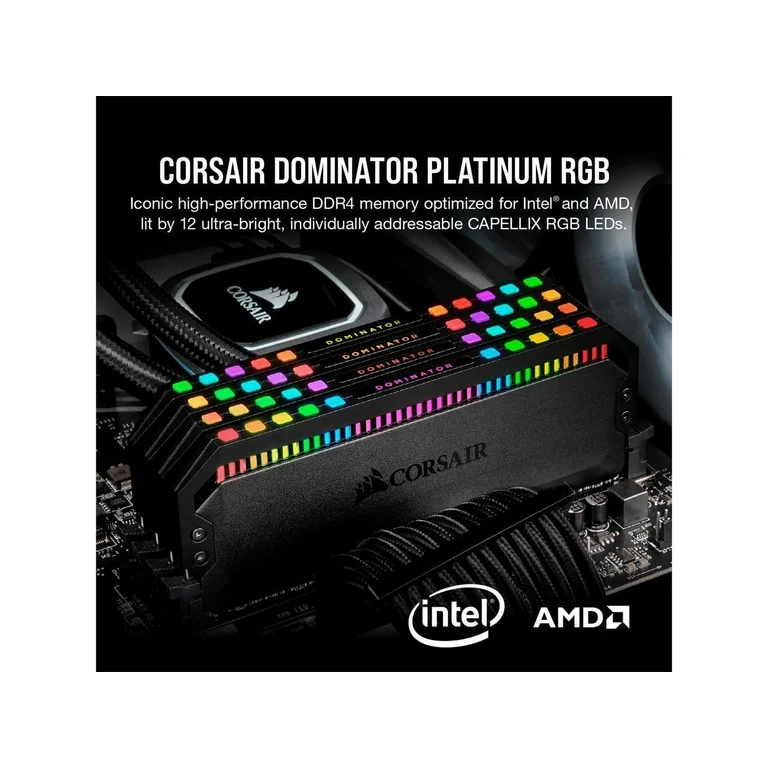 CORSAIR DOMINATOR PLATINUM RGB
Iconic high-performance DDR4 memory optimized for Intel® and AMD,
lit by 12 ultra-bright, individually addressable CAPELLIX RGB LEDs.
CORSAIR
DOMINATOR
DOMINATOR
DOMINATOR
DOMINATOR
CORSAIR
intel
AMD